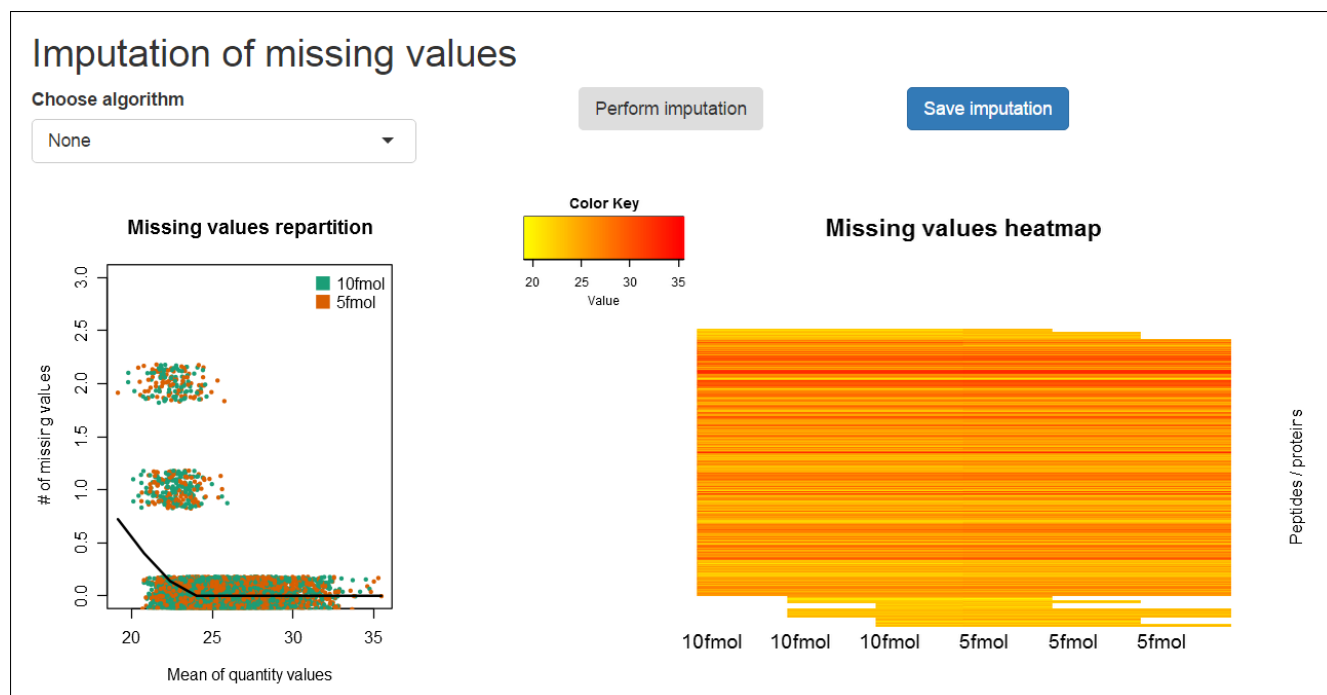 Imputation of missing values
Choose algorithm
None
Perform imputation
Save imputation
Missing values repartition
10fmol
5fmol
3.0
2.5
2.0
1.5
1.0
0.5
0.0
# of missing values
20 25 30 35
Mean of quantity values
Color Key
20 25 30 35
Value
Missing values heatmap
Peptides / proteins
10fmol 10fmol 10fmol 5fmol 5fmol 5fmol